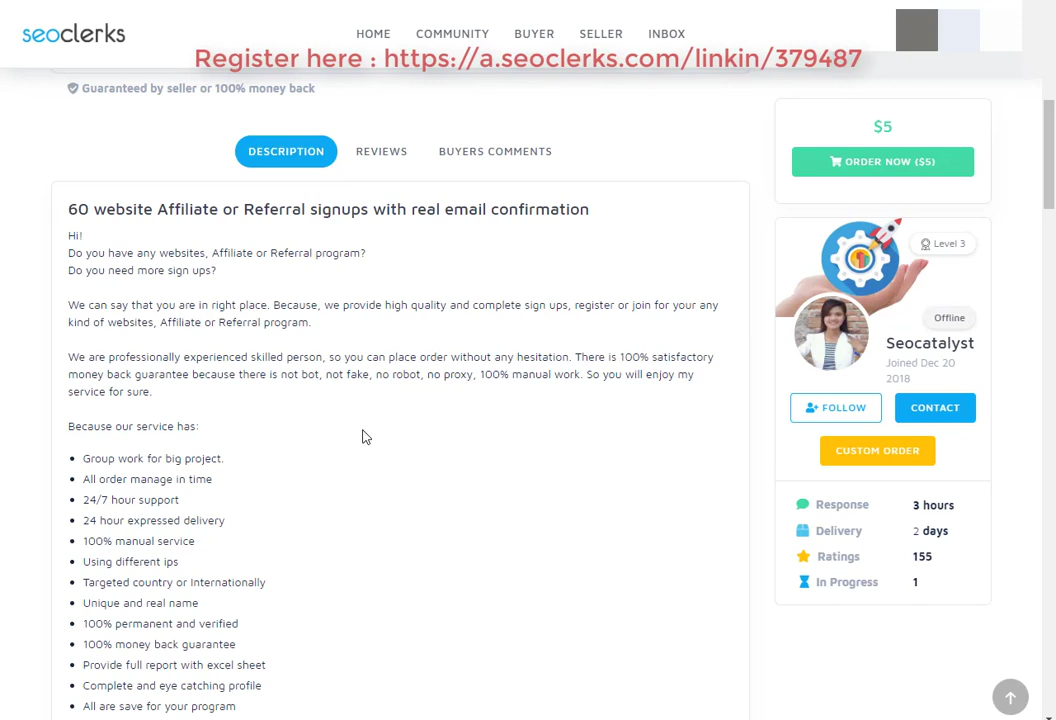 seoclerks
HOME COMMUNITY BUYER SELLER INBOX
Register here : https://a.seoclerks.com/linkin/379487
Guaranteed by seller or 100% money back
DESCRIPTION REVIEWS BUYERS COMMENTS
60 website Affiliate or Referral signups with real email confirmation
Hi!
Do you have any websites, Affiliate or Referral program?
Do you need more sign ups?
We can say that you are in right place. Because, we provide high quality and complete sign ups, register or join for your any
kind of websites, Affiliate or Referral program.
We are professionally experienced skilled person, so you can place order without any hesitation. There is 100% satisfactory
money back guarantee because there is not bot, not fake, no robot, no proxy, 100% manual work. So you will enjoy my
service for sure.
Because our service has:
Group work for big project.
All order manage in time
24/7 hour support
24 hour expressed delivery
100% manual service
Using different ips
Targeted country or Internationally
Unique and real name
100% permanent and verified
100% money back guarantee
Provide full report with excel sheet
Complete and eye catching profile
All are save for your program
$5
ORDER NOW ($5)
Level 3
Offline
Seocatalyst
Joined Dec 20
2018
FOLLOW CONTACT
CUSTOM ORDER
Response 3 hours
Delivery 2 days
Ratings 155
In Progress 1